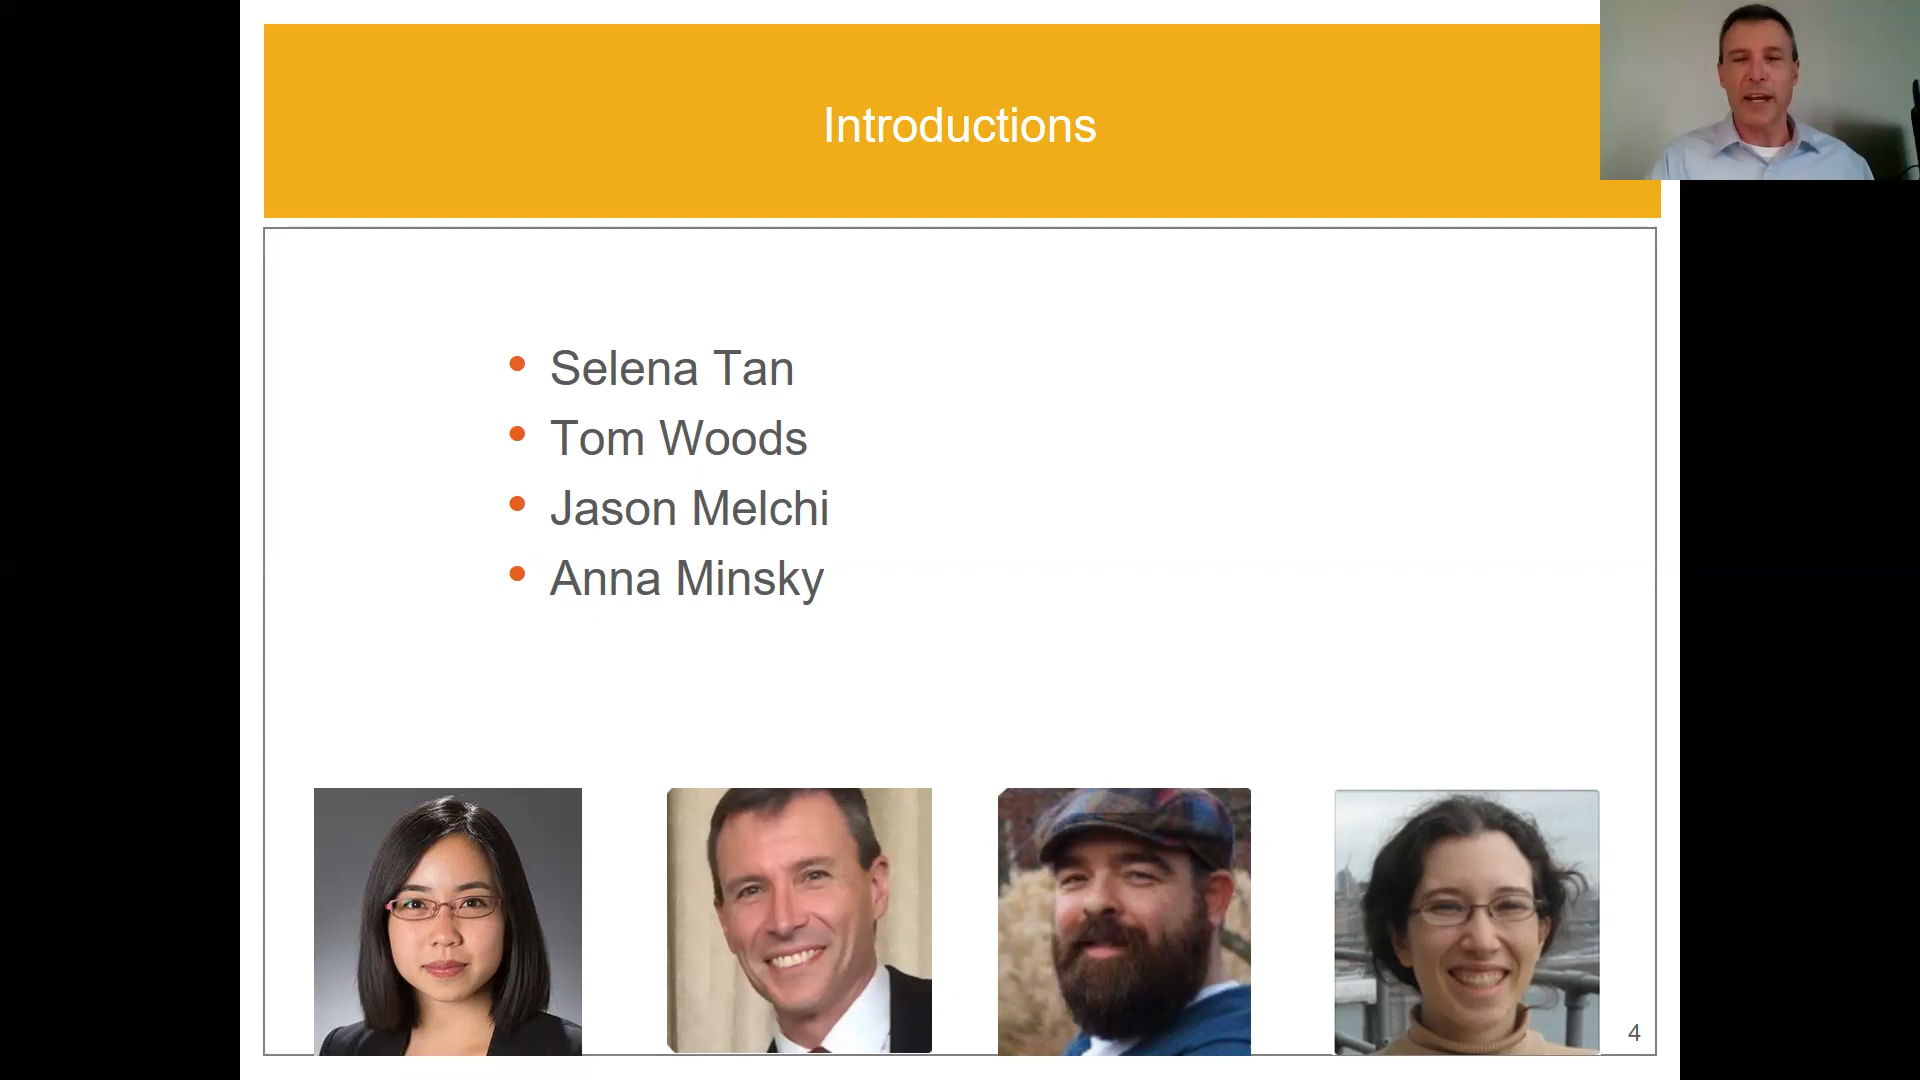 Introductions
• Selena Tan
• Tom Woods
• Jason Melchi
• Anna Minsky
4